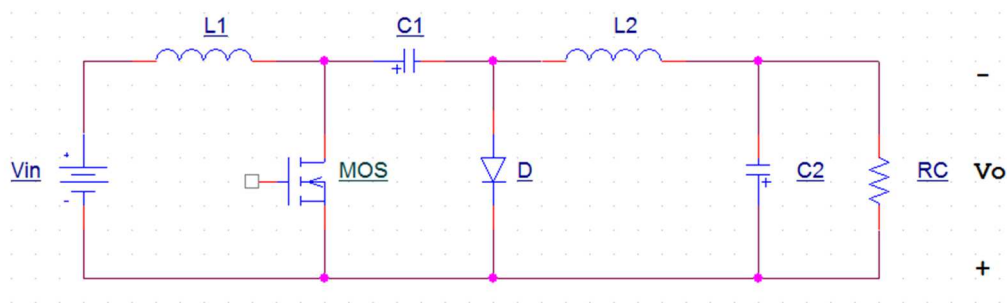 L1
C1
L2
-
Vin
+
-
MOS
+
D
+
C2
RC
Vo
+